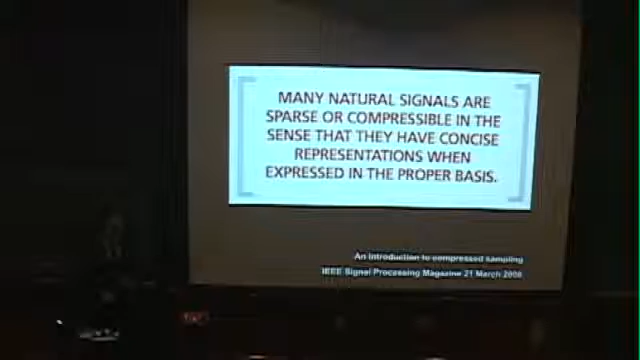 MANY NATURAL SIGNALS ARE
SPARSE OR COMPRESSIBLE IN THE
SENSE THAT THEY HAVE CONCISE
REPRESENTATIONS WHEN
EXPRESSED IN THE PROPER BASIS.
An introduction to compressed sampling
IEEE Signal Processing Magazine 21 March 2008